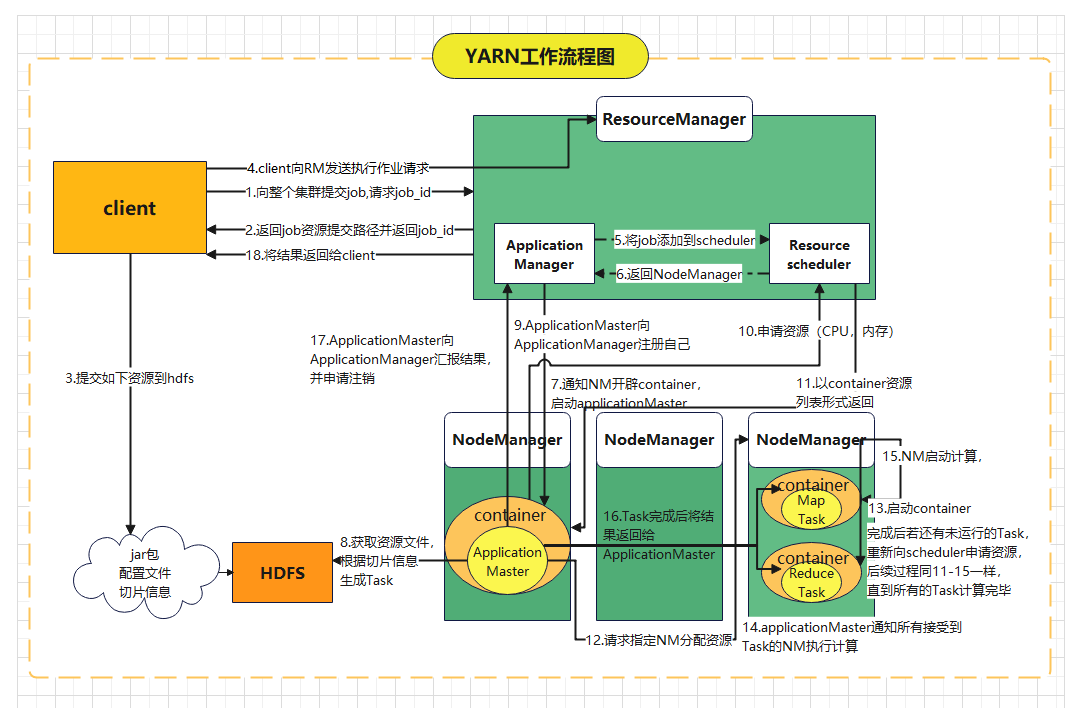 YARN工作流程图
ResourceManager
4.client向RM发送执行作业请求
1.向整个集群提交job,请求job_id
client
2.返回job资源提交路径并返回job_id
18.将结果返回给client
Application
Manager
5.将job添加到scheduler
6.返回NodeManager
Resource
scheduler
17.ApplicationMaster向
ApplicationManager汇报结果,
并申请注销
9.ApplicationMaster向
ApplicationManager注册自己
10.申请资源（CPU，内存）
3.提交如下资源到hdfs
7.通知NM开辟container,
启动applicationMaster
11.以container资源
列表形式返回
NodeManager
NodeManager
NodeManager
15.NM启动计算,
container
Application
Master
16.Task完成后将结
果返回给
ApplicationMaster
container
Map
Task
container
Reduce
Task
13.启动container
完成后若还有未运行的Task,
重新向scheduler申请资源,
后续过程同11-15一样,
直到所有的Task计算完毕
8.获取资源文件,
根据切片信息
生成Task
jar包
配置文件
切片信息
HDFS
12.请求指定NM分配资源
14.applicationMaster通知所有接受到
Task的NM执行计算